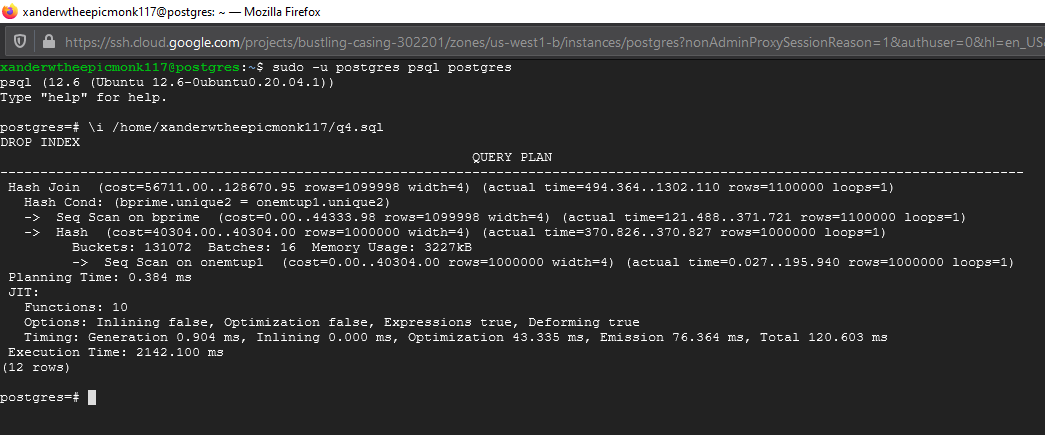 xanderwtheepicmonk117@postgres: ~ — Mozilla Firefox
https://ssh.cloud.google.com/projects/bustling-casing-302201/zones/us-west1-b/instances/postgres?nonAdminProxySessionReason=1&authuser=0&hl=en_US&
xanderwtheepicmonk117@postgres:~$ sudo -u postgres psql postgres
psql (12.6 (Ubuntu 12.6-0ubuntu0.20.04.1))
Type "help" for help.
postgres=# \i /home/xanderwtheepicmonk117/q4.sql
DROP INDEX
QUERY PLAN
--------------------------------------------------------------------------------------------------------------------------------
Hash Join  (cost=56711.00..128670.95 rows=1099998 width=4) (actual time=494.364..1302.110 rows=1100000 loops=1)
Hash Cond: (bprime.unique2 = onemtup1.unique2)
->  Seq Scan on bprime  (cost=0.00..44333.98 rows=1099998 width=4) (actual time=121.488..371.721 rows=1100000 loops=1)
->  Hash  (cost=40304.00..40304.00 rows=1000000 width=4) (actual time=370.826..370.827 rows=1000000 loops=1)
Buckets: 131072  Batches: 16  Memory Usage: 3227kB
->  Seq Scan on onemtup1  (cost=0.00..40304.00 rows=1000000 width=4) (actual time=0.027..195.940 rows=1000000 loops=1)
Planning Time: 0.384 ms
JIT:
Functions: 10
Options: Inlining false, Optimization false, Expressions true, Deforming true
Timing: Generation 0.904 ms, Inlining 0.000 ms, Optimization 43.335 ms, Emission 76.364 ms, Total 120.603 ms
Execution Time: 2142.100 ms
(12 rows)
postgres=#